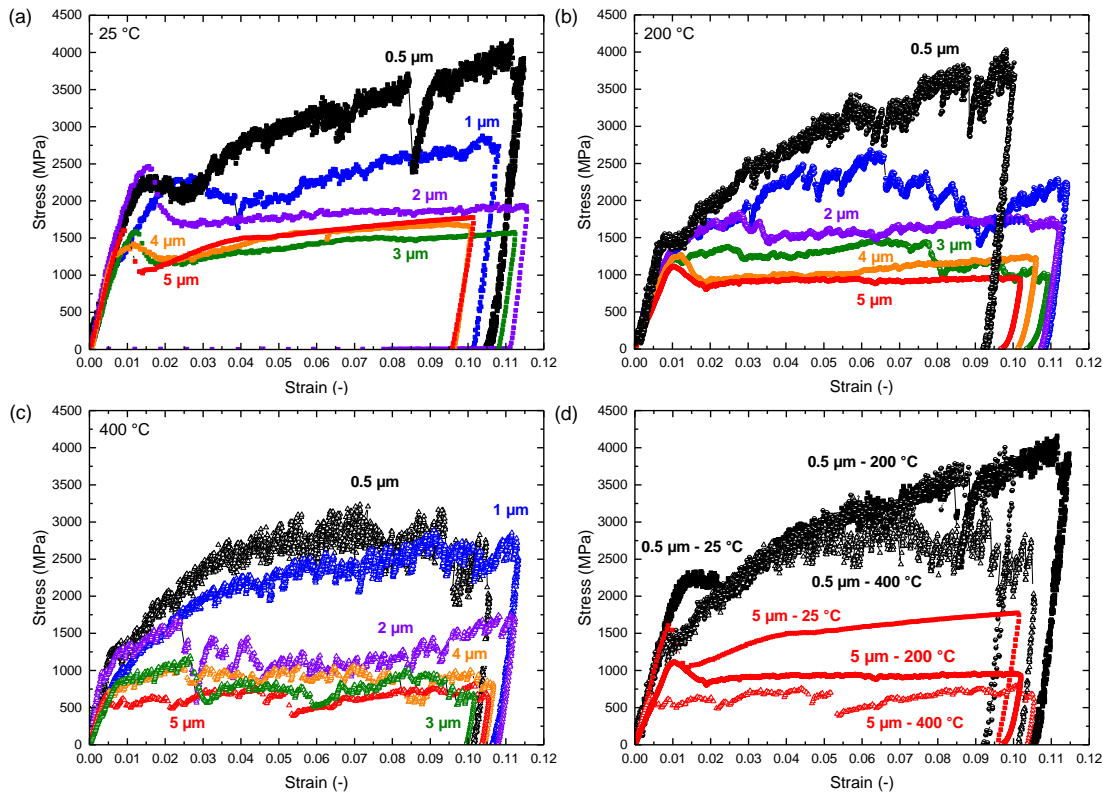 (a)
25 °C
0.5 µm
1 µm
2 µm
4 µm
3 µm
5 µm
Stress (MPa)
4500
4000
3500
3000
2500
2000
1500
1000
500
0
0.00 0.01 0.02 0.03 0.04 0.05 0.06 0.07 0.08 0.09 0.10 0.11 0.12
Strain (-)
(b)
200 °C
0.5 µm
1 µm
2 µm
3 µm
4 µm
5 µm
Stress (MPa)
4500
4000
3500
3000
2500
2000
1500
1000
500
0
0.00 0.01 0.02 0.03 0.04 0.05 0.06 0.07 0.08 0.09 0.10 0.11 0.12
Strain (-)
(c)
400 °C
0.5 µm
1 µm
2 µm
4 µm
5 µm
3 µm
Stress (MPa)
4500
4000
3500
3000
2500
2000
1500
1000
500
0
0.00 0.01 0.02 0.03 0.04 0.05 0.06 0.07 0.08 0.09 0.10 0.11 0.12
Strain (-)
(d)
0.5 µm - 200 °C
0.5 µm - 25 °C
0.5 µm - 400 °C
5 µm - 25 °C
5 µm - 200 °C
5 µm - 400 °C
Stress (MPa)
4500
4000
3500
3000
2500
2000
1500
1000
500
0
0.00 0.01 0.02 0.03 0.04 0.05 0.06 0.07 0.08 0.09 0.10 0.11 0.12
Strain (-)